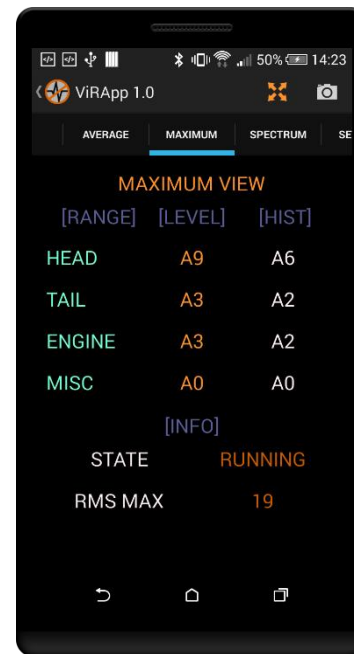 50% 14:23
ViRApp 1.0
AVERAGE MAXIMUM SPECTRUM SE
MAXIMUM VIEW
[RANGE] [LEVEL] [HIST]
HEAD A9 A6
TAIL A3 A2
ENGINE A3 A2
MISC A0 A0
[INFO]
STATE RUNNING
RMS MAX 19